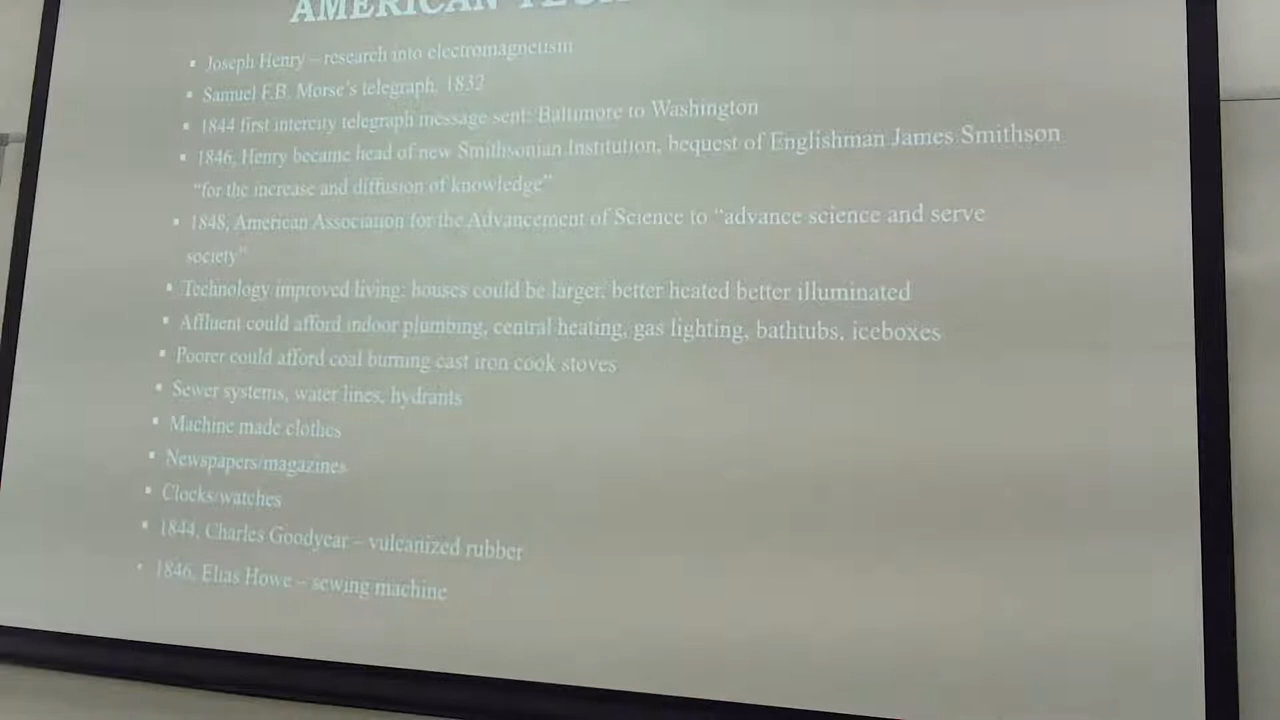 AMERICAN
▪ Joseph Henry – research into electromagnetism
▪ Samuel F.B. Morse's telegraph, 1832
▪ 1844 first intercity telegraph message sent: Baltimore to Washington
▪ 1846, Henry became head of new Smithsonian Institution, bequest of Englishman James Smithson
"for the increase and diffusion of knowledge"
▪ 1848, American Association for the Advancement of Science to "advance science and serve
society"
▪ Technology improved living: houses could be larger, better heated better illuminated
▪ Affluent could afford indoor plumbing, central heating, gas lighting, bathtubs, iceboxes
▪ Poorer could afford coal burning cast iron cook stoves
▪ Sewer systems, water lines, hydrants
▪ Machine made clothes
▪ Newspapers/magazines
▪ Clocks/watches
▪ 1844, Charles Goodyear – vulcanized rubber
▪ 1846, Elias Howe – sewing machine